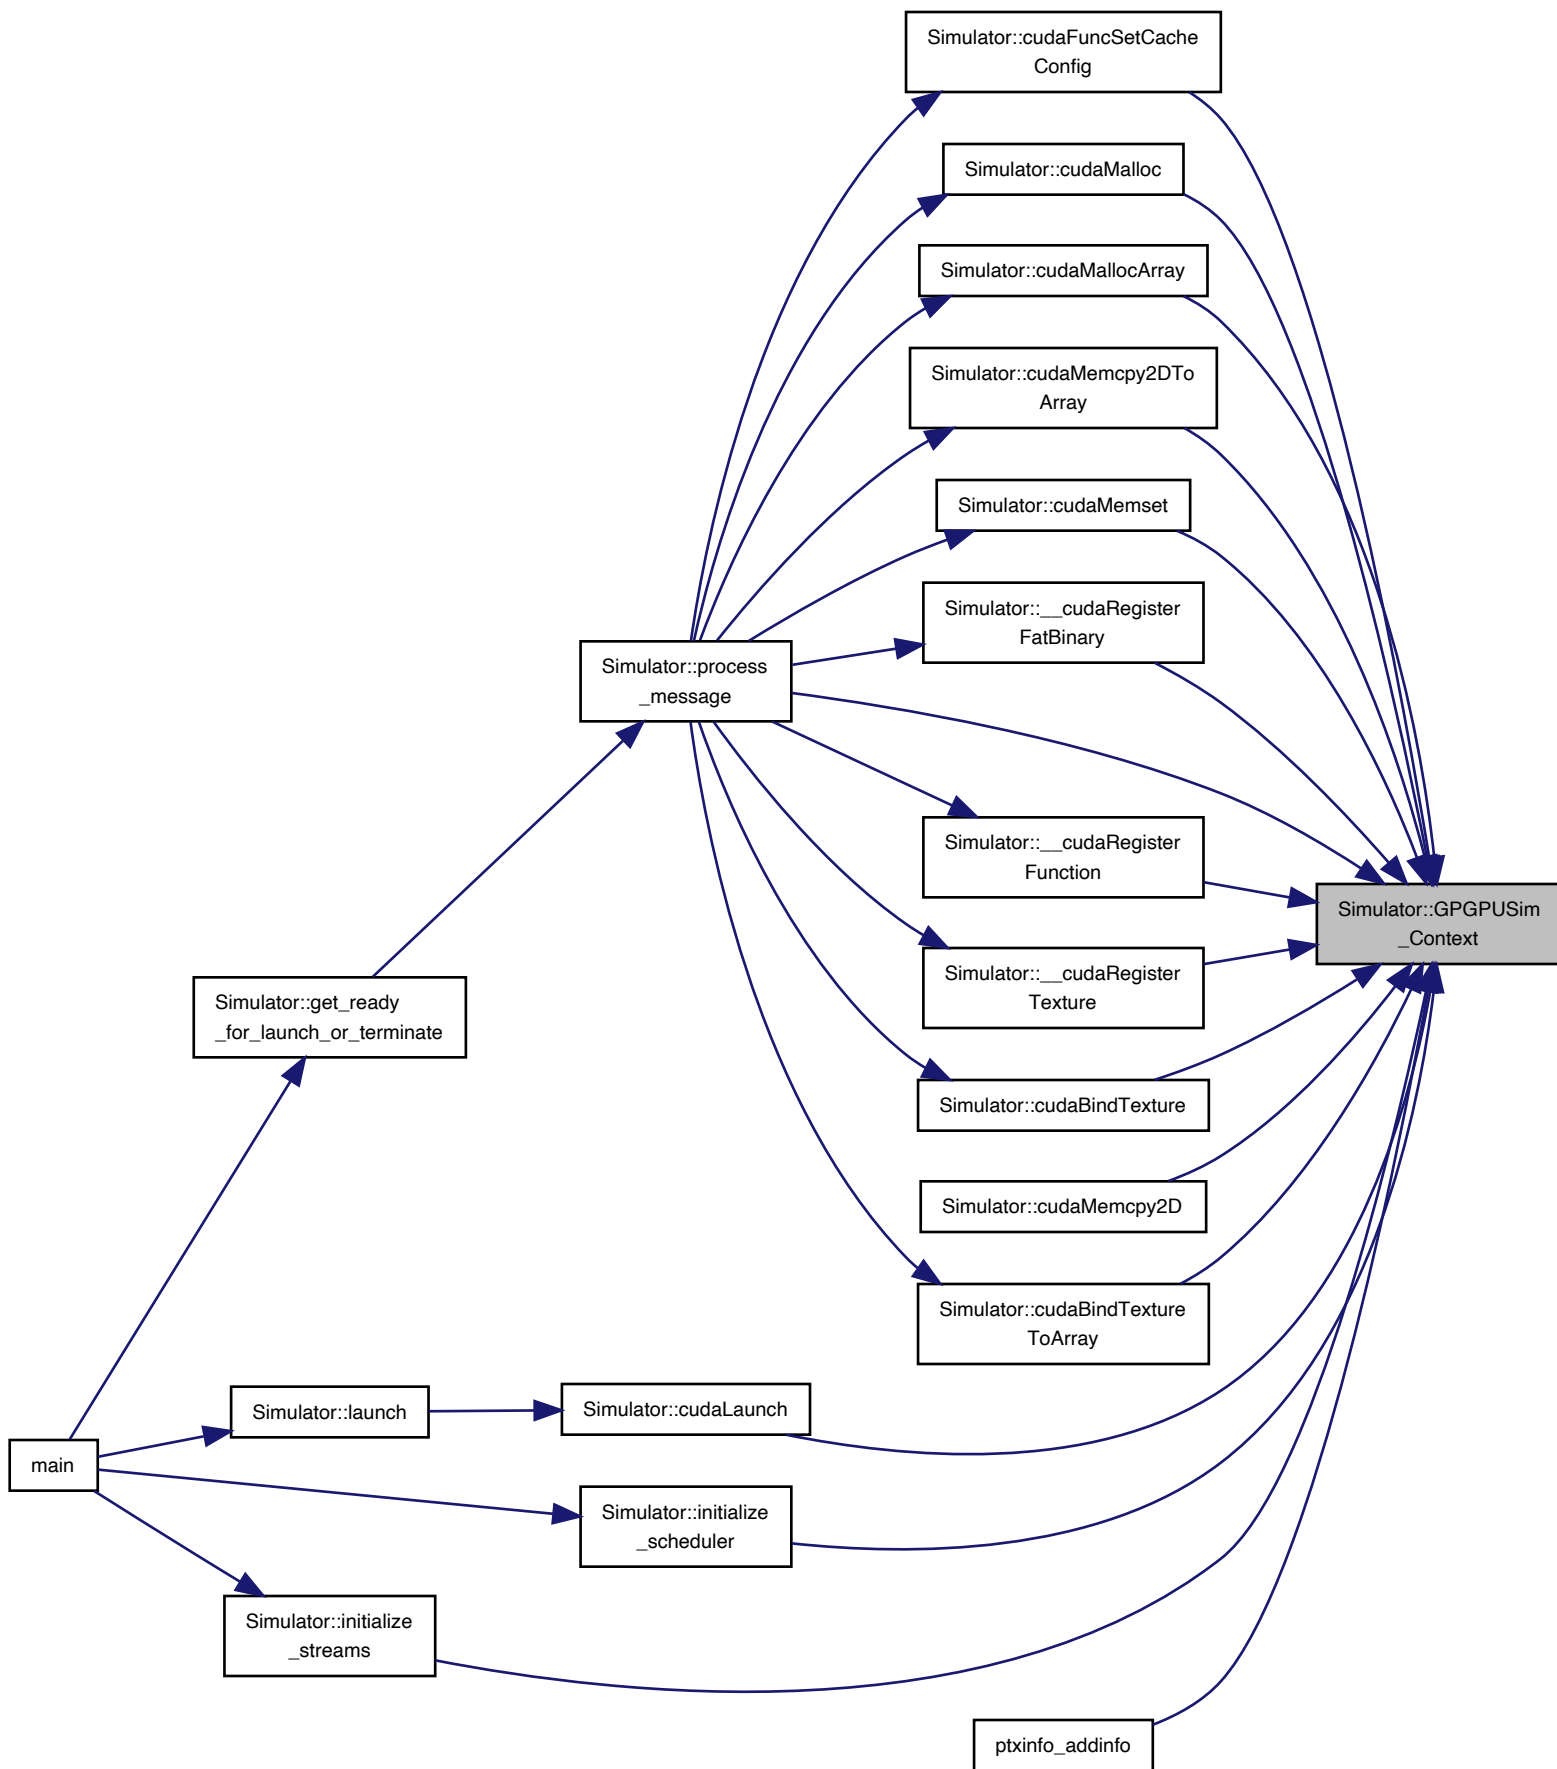 Simulator::cudaFuncSetCache
Config
Simulator::cudaMalloc
Simulator::cudaMallocArray
Simulator::cudaMemcpy2DTo
Array
Simulator::cudaMemset
Simulator::__cudaRegister
FatBinary
Simulator::process
_message
Simulator::__cudaRegister
Function
Simulator::GPGPUSim
_Context
Simulator::__cudaRegister
Texture
Simulator::get_ready
_for_launch_or_terminate
Simulator::cudaBindTexture
Simulator::cudaMemcpy2D
Simulator::cudaBindTexture
ToArray
Simulator::launch
Simulator::cudaLaunch
main
Simulator::initialize
_scheduler
Simulator::initialize
_streams
ptxinfo_addinfo